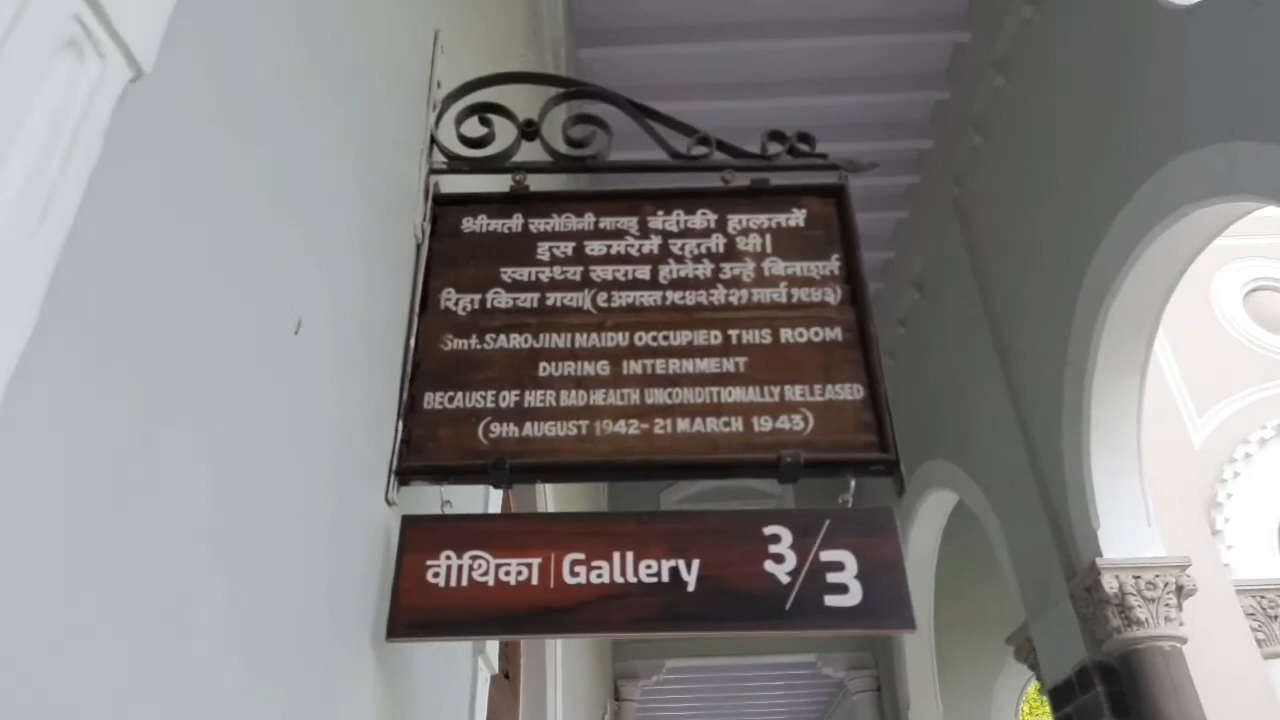 श्रीमती सरोजिनी नायडू बंदीकी हालतमें
इस कमरेमें रहती थी।
स्वास्थ्य खराब होनेसे उन्हे बिनाशर्त
रिहा किया गया।(९ अगस्त १९४२ से २१ मार्च १९४३)
Smt. SAROJINI NAIDU OCCUPIED THIS ROOM
DURING INTERNMENT
BECAUSE OF HER BAD HEALTH UNCONDITIONALLY RELEASED
(9th AUGUST 1942-21 MARCH 1943)
वीथिका | Gallery ३/3